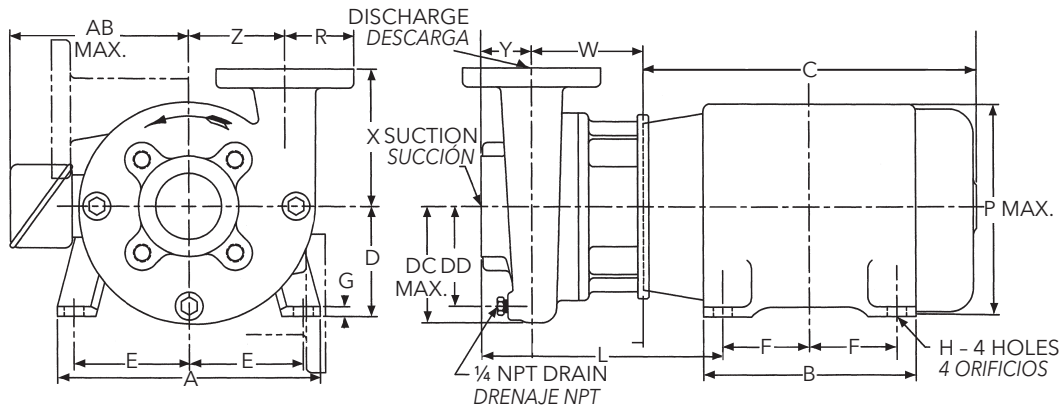 AB
MAX.
Z
R
DISCHARGE
DESCARGA
Y
W
C
X
SUCTION
SUCCIÓN
P MAX.
D
G
DC
DD
MAX.
E
E
A
L
F
F
B
¼ NPT DRAIN
DRENAJE NPT
H – 4 HOLES
4 ORIFICIOS